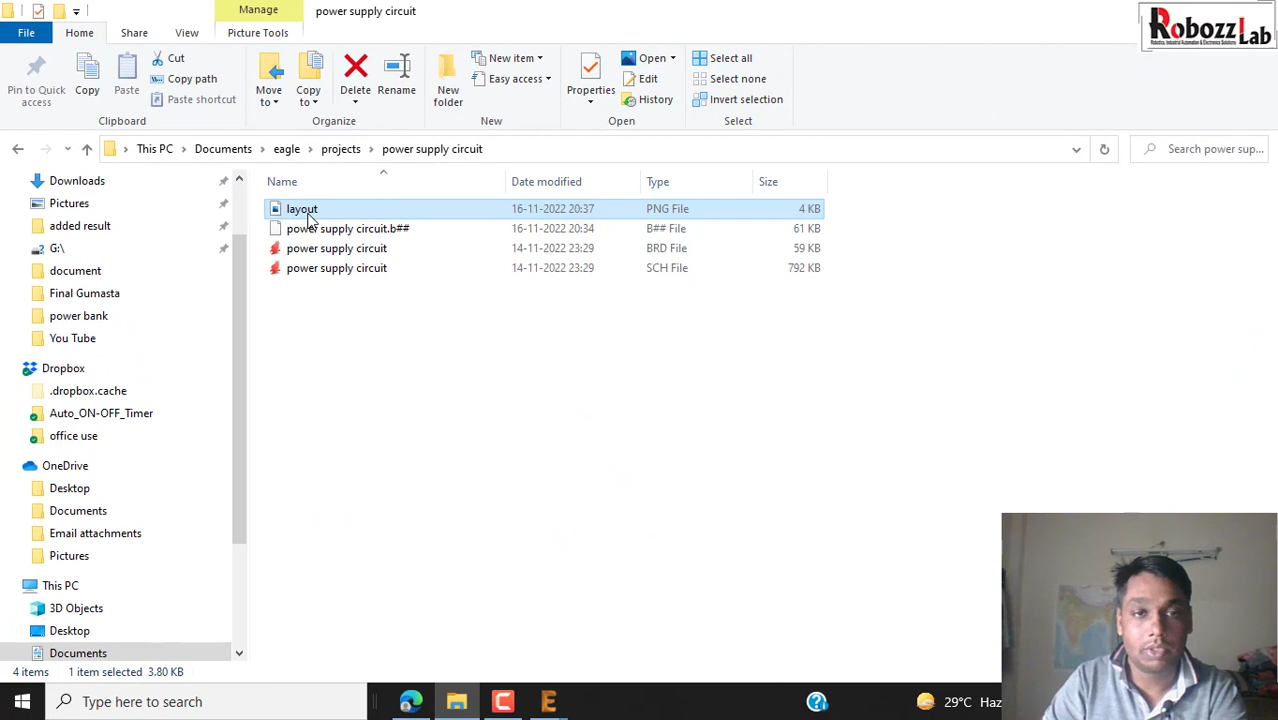 Manage
power supply circuit
RobozzLab
Robotics, Industrial Automation & Electronics Solutions
File
Home
Share
View
Picture Tools
Pin to Quick access
Copy
Paste
Cut
Copy path
Paste shortcut
Clipboard
Move to
Copy to
Delete
Rename
Organize
New folder
New item
Easy access
New
Properties
Open
Edit
History
Open
Select all
Select none
Invert selection
Select
This PC > Documents > eagle > projects > power supply circuit
Search power sup...
Name Date modified Type Size
layout 16-11-2022 20:37 PNG File 4 KB
power supply circuit.b## 16-11-2022 20:34 B## File 61 KB
power supply circuit 14-11-2022 23:29 BRD File 59 KB
power supply circuit 14-11-2022 23:29 SCH File 792 KB
Downloads
Pictures
added result
G:\
document
Final Gumasta
power bank
You Tube
Dropbox
.dropbox.cache
Auto_ON-OFF_Timer
office use
OneDrive
Desktop
Documents
Email attachments
Pictures
This PC
3D Objects
Desktop
Documents
4 items 1 item selected 3.80 KB
Type here to search
29°C Haz